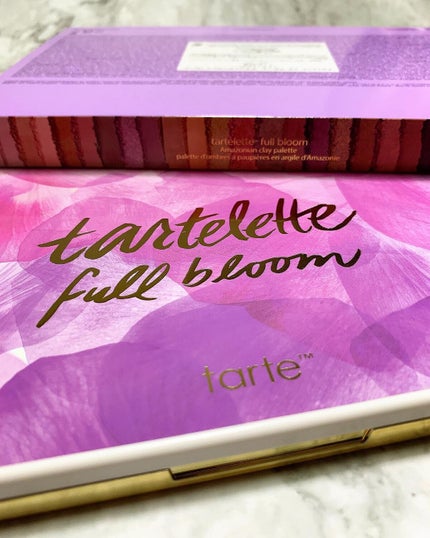 tartelette™ full bloom
Amazonian clay palette
palette d'ombres à paupières en argile d'Amazonie
tartelette
full bloom
tarte™